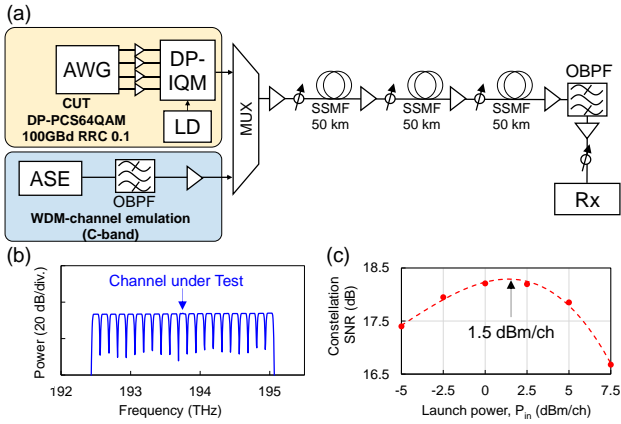 (a)
AWG
DP-
IQM
CUT
DP-PCS64QAM
100GBd RRC 0.1
LD
MUX
SSMF
50 km
SSMF
50 km
SSMF
50 km
OBPF
Rx
ASE
OBPF
WDM-channel emulation
(C-band)
(b)
Channel under Test
Power (20 dB/div.)
192
193
194
195
Frequency (THz)
(c)
Constellation
SNR (dB)
18.5
17.5
16.5
1.5 dBm/ch
-5
-2.5
0
2.5
5
7.5
Launch power, P_in (dBm/ch)